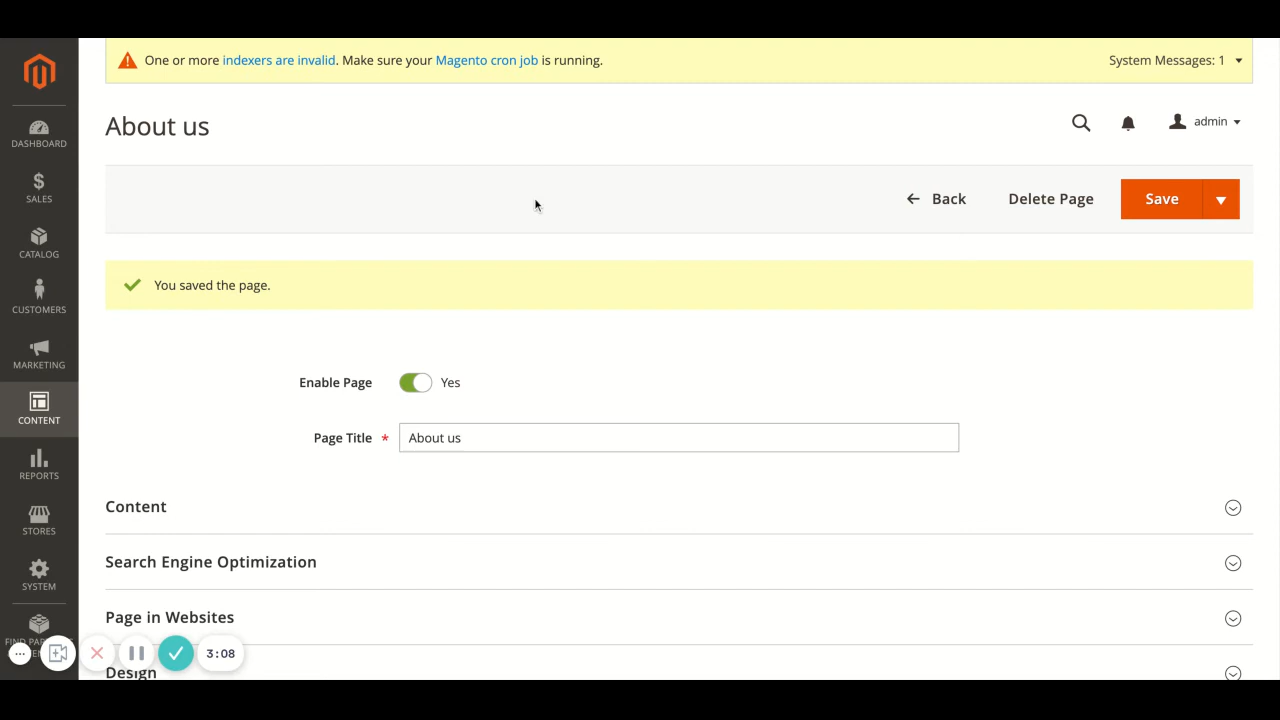 One or more indexers are invalid. Make sure your Magento cron job is running.
System Messages: 1
About us
admin
DASHBOARD
SALES
CATALOG
CUSTOMERS
MARKETING
CONTENT
REPORTS
STORES
SYSTEM
FIND PA
Back
Delete Page
Save
You saved the page.
Enable Page
Yes
Page Title *
About us
Content
Search Engine Optimization
Page in Websites
Design
3:08